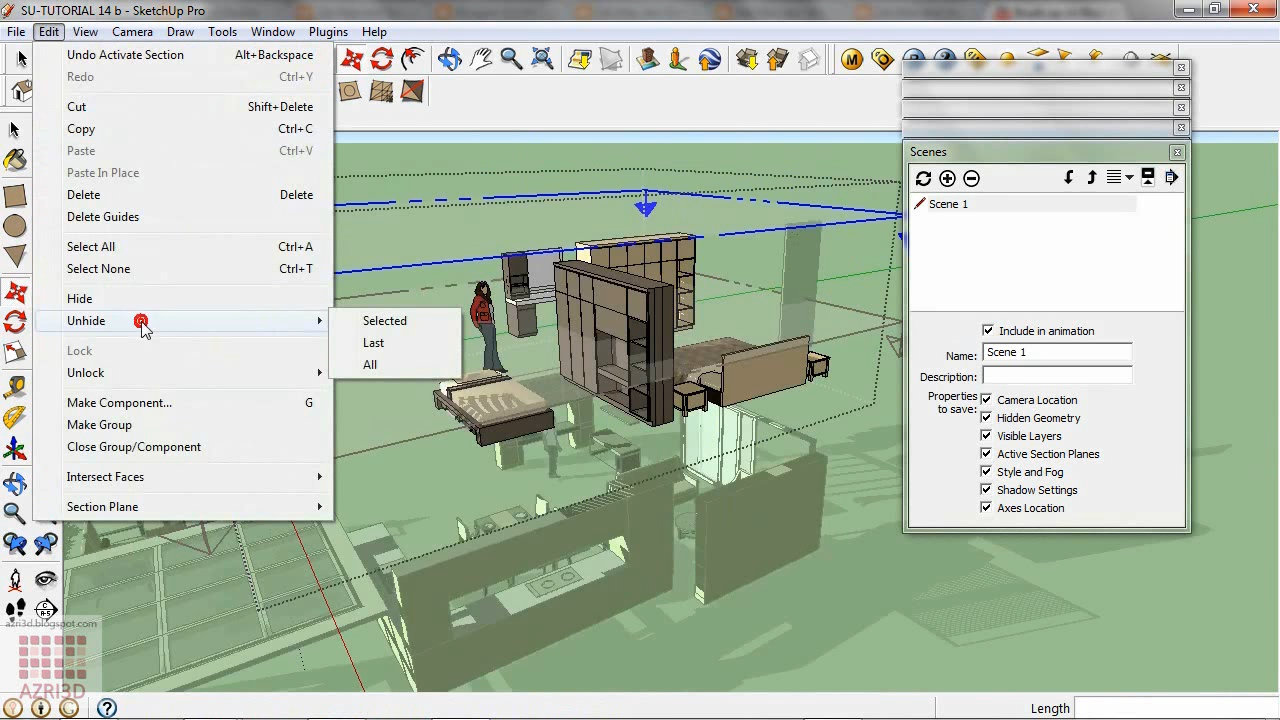 SU-TUTORIAL 14 b - SketchUp Pro
File Edit View Camera Draw Tools Window Plugins Help
Undo Activate Section Alt+Backspace
Redo Ctrl+Y
Cut Shift+Delete
Copy Ctrl+C
Paste Ctrl+V
Paste In Place
Delete Delete
Delete Guides
Select All Ctrl+A
Select None Ctrl+T
Hide
Unhide
Lock
Unlock
Make Component... G
Make Group
Close Group/Component
Intersect Faces
Section Plane
Selected
Last
All
Scenes
Scene 1
Include in animation
Name: Scene 1
Description:
Properties to save:
Camera Location
Hidden Geometry
Visible Layers
Active Section Planes
Style and Fog
Shadow Settings
Axes Location
azri3d.blogspot.com
AZRI3D
Length